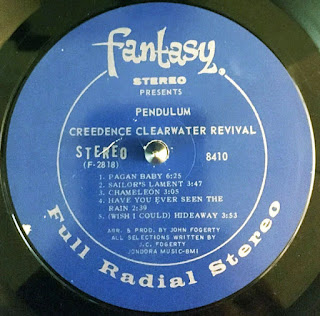 fantasy.
STEREO
PRESENTS
PENDULUM
CREEDENCE CLEARWATER REVIVAL
STEREO 8410
(F-2818)
1. PAGAN BABY 6:25
2. SAILOR'S LAMENT 3:47
3. CHAMELEON 3:05
4. HAVE YOU EVER SEEN THE
RAIN 2:39
5. (WISH I COULD) HIDEAWAY 3:53
ARR. & PROD. BY JOHN FOGERTY
ALL SELECTIONS WRITTEN BY
J.C. FOGERTY
JONDORA MUSIC-BMI
Full Radial Stereo